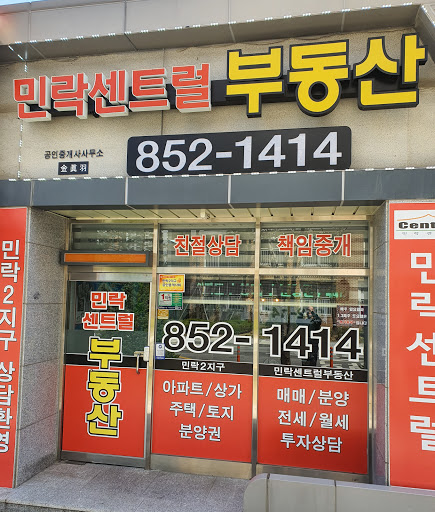 민락센트럴 부동산
공인중개사사무소
金眞羽
852-1414
친절상담 책임중개
Cent
민락2지구 상담환영
민락
센트럴
부동산
852-1414
민락2지구 민락센트럴부동산
아파트/상가
주택/토지
분양권
매매/분양
전세/월세
투자상담
민락센트럴